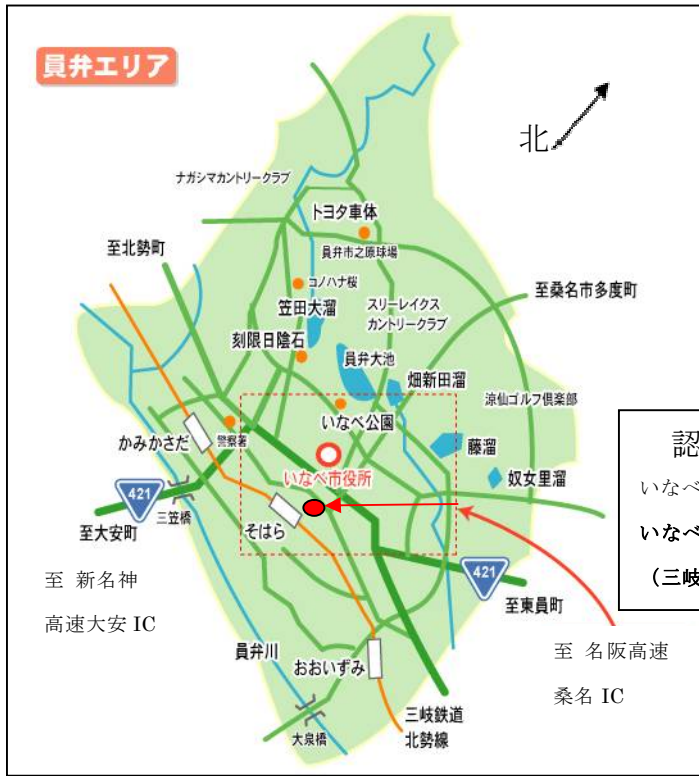 員弁エリア
北
ナガシマカントリークラブ
トヨタ車体
員弁市之原球場
至北勢町
コノハナ桜
至桑名市多度町
笠田大溜
スリーレイクス
カントリークラブ
刻限日陰石
員弁大池
畑新田溜
涼仙ゴルフ倶楽部
いなべ公園
かみかさだ
警察署
藤溜
認
いなべ市役所
奴女里溜
いなべ
421
三笠橋
至大安町
そはら
いなべ
(三岐
421
至東員町
至 新名神
高速大安 IC
員弁川
おおいずみ
至 名阪高速
桑名 IC
三岐鉄道
北勢線
大泉橋